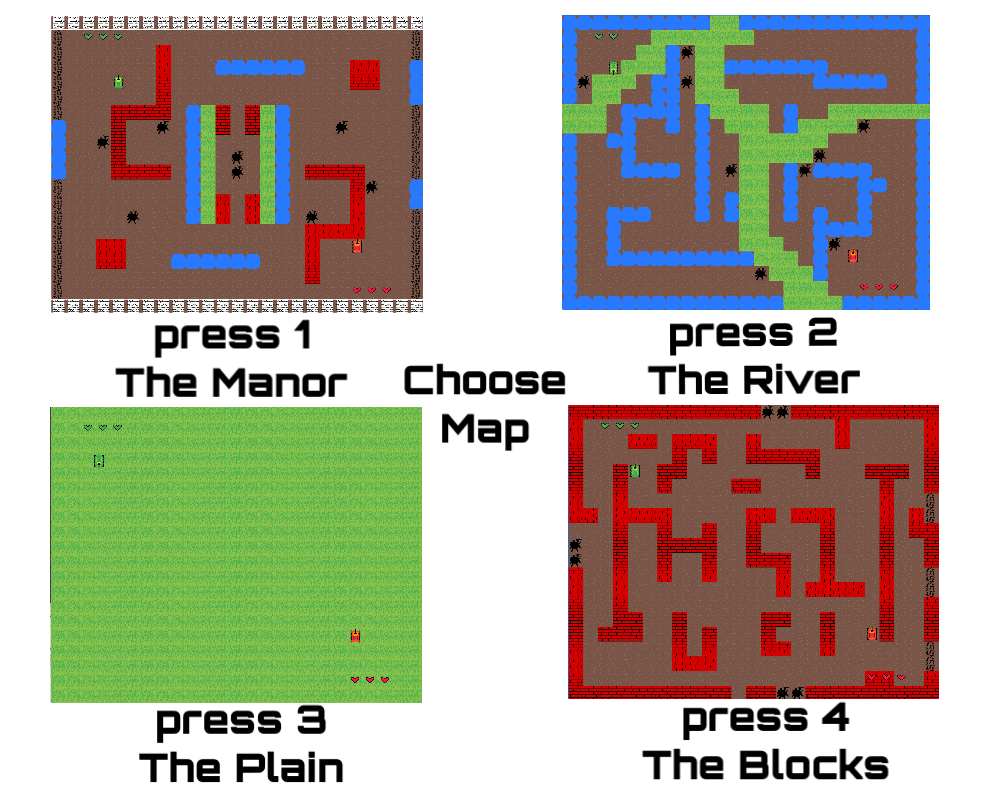 press 1
The Manor
press 2
The River
Choose
Map
press 3
The Plain
press 4
The Blocks